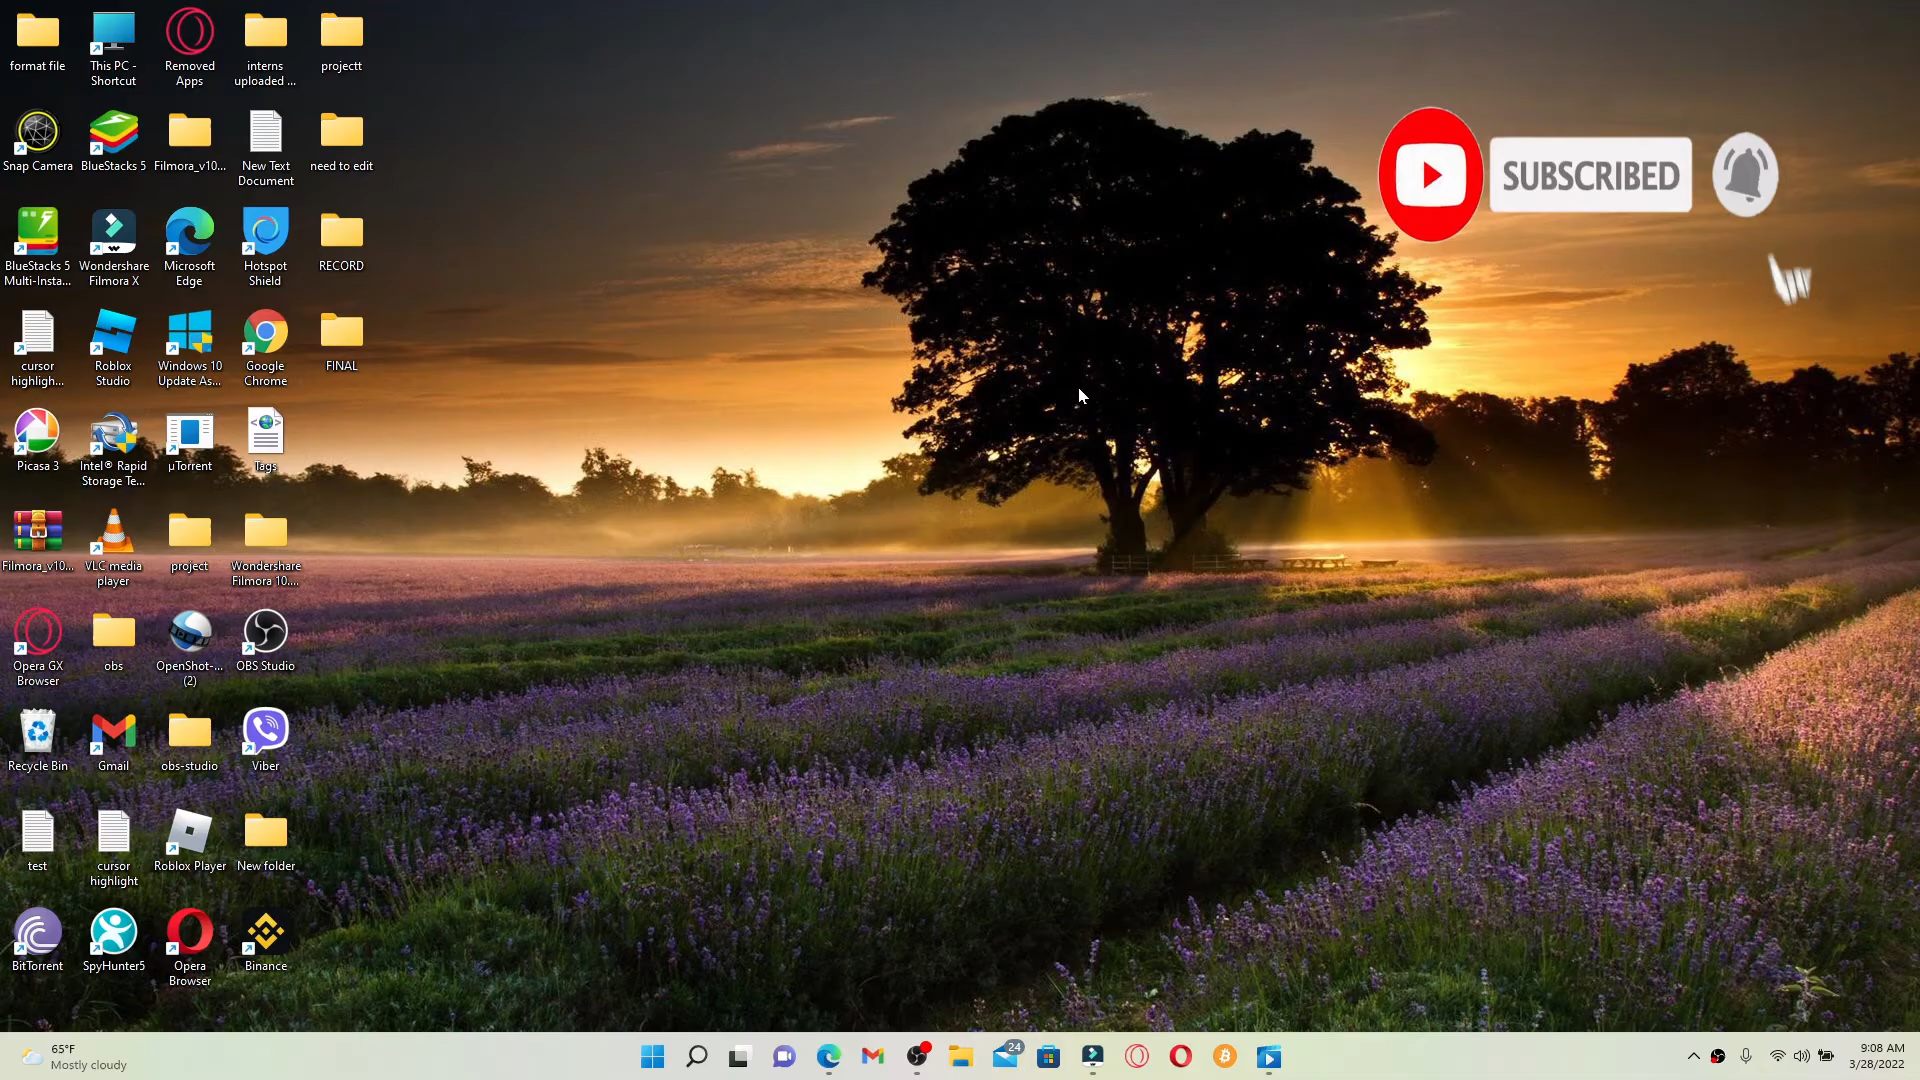 format file
This PC -
Shortcut
Removed
Apps
interns
uploaded ...
projectt
Snap Camera
BlueStacks 5
Filmora_v10...
New Text
Document
need to edit
SUBSCRIBED
BlueStacks 5
Multi-Insta...
Wondershare
Filmora X
Microsoft
Edge
Hotspot
Shield
RECORD
cursor
highligh...
Roblox
Studio
Windows 10
Update As...
Google
Chrome
FINAL
Picasa 3
Intel® Rapid
Storage Te...
µTorrent
Tags
Filmora_v10...
VLC media
player
project
Wondershare
Filmora 10....
Opera GX
Browser
obs
OpenShot-...
(2)
OBS Studio
Recycle Bin
Gmail
obs-studio
Viber
test
cursor
highlight
Roblox Player
New folder
BitTorrent
SpyHunter5
Opera
Browser
Binance
65°F
Mostly cloudy
24
9:08 AM
3/28/2022